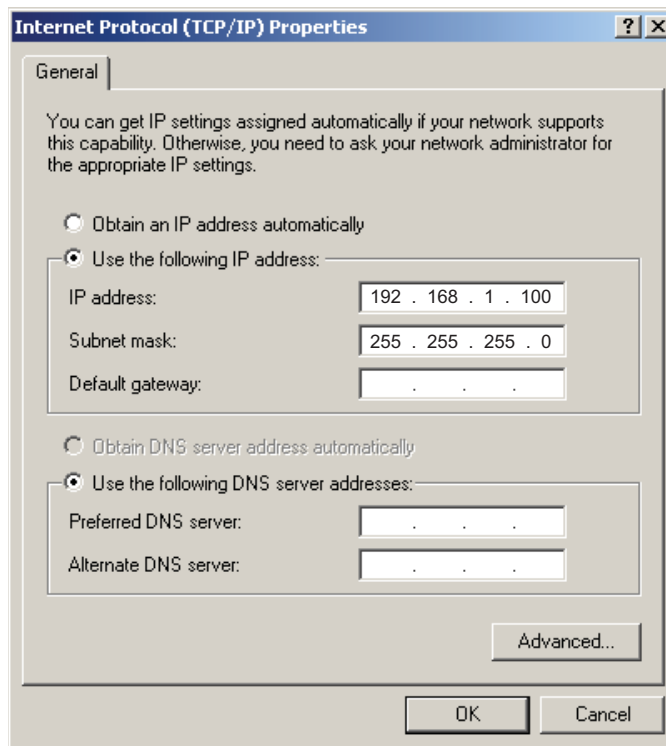 Internet Protocol (TCP/IP) Properties
General
You can get IP settings assigned automatically if your network supports
this capability. Otherwise, you need to ask your network administrator for
the appropriate IP settings.
Obtain an IP address automatically
Use the following IP address:
IP address: 192 . 168 . 1 . 100
Subnet mask: 255 . 255 . 255 . 0
Default gateway: . . .
Obtain DNS server address automatically
Use the following DNS server addresses:
Preferred DNS server: . . .
Alternate DNS server: . . .
Advanced...
OK Cancel